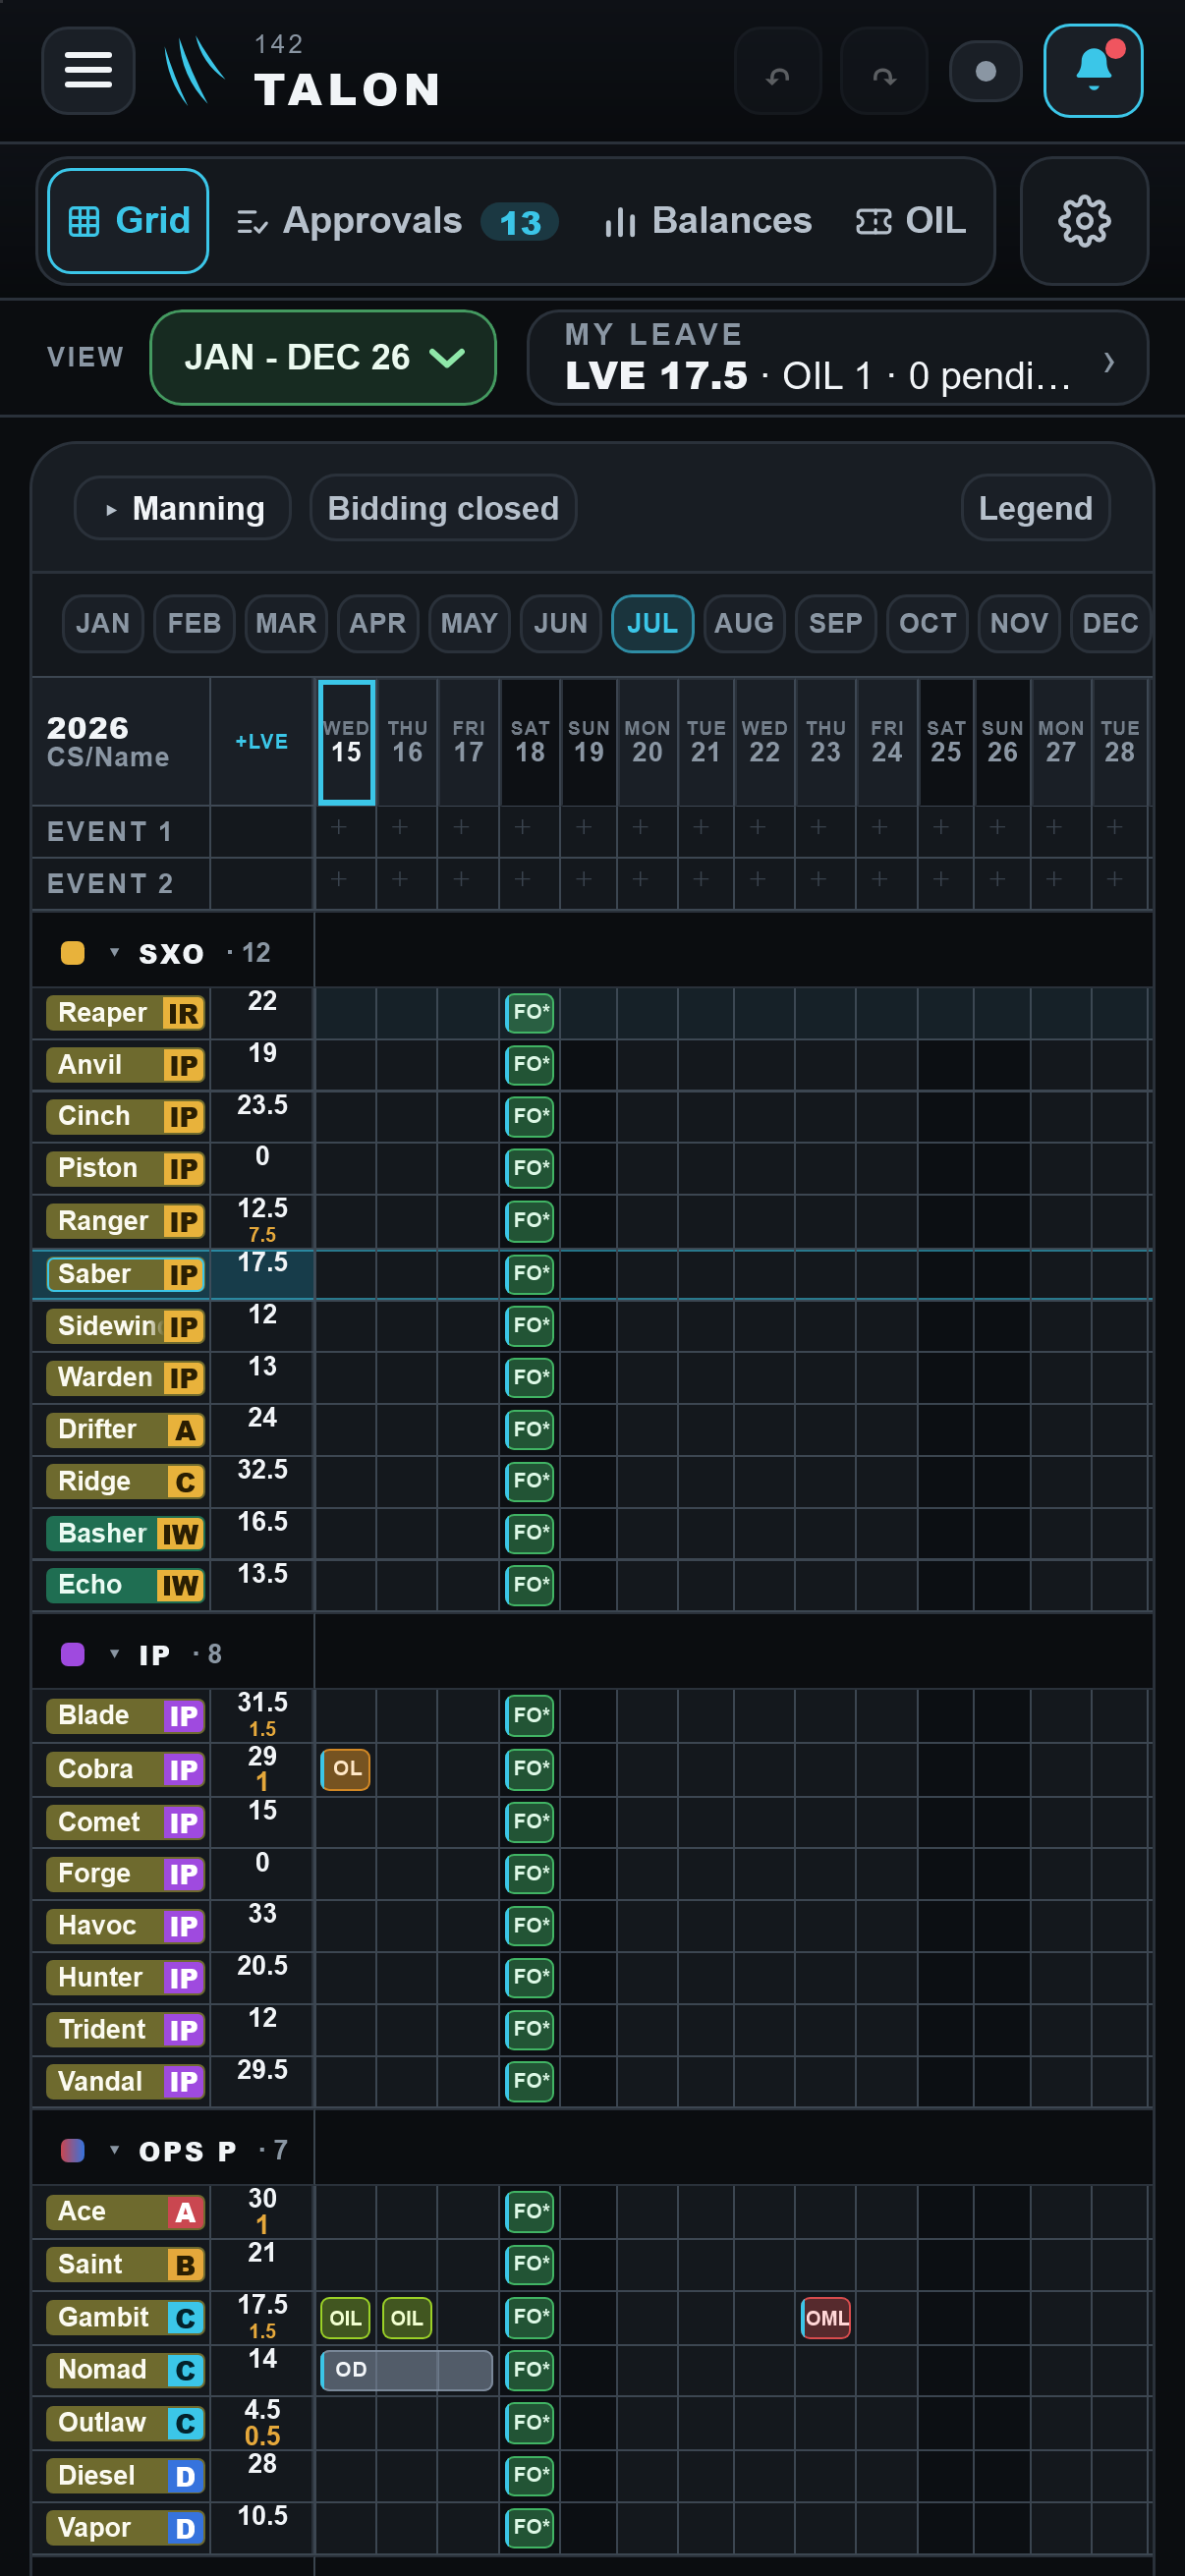 142
TALON
Grid Approvals 13 Balances OIL
VIEW JAN - DEC 26
MY LEAVE
LVE 17.5 · OIL 1 · 0 pendi...
Manning Bidding closed Legend
JAN FEB MAR APR MAY JUN JUL AUG SEP OCT NOV DEC
2026
CS/Name
+LVE
WED THU FRI SAT SUN MON TUE WED THU FRI SAT SUN MON TUE
15 16 17 18 19 20 21 22 23 24 25 26 27 28
EVENT 1 + + + + + + + + + + + + + +
EVENT 2 + + + + + + + + + + + + + +
SXO · 12
Reaper IR 22 FO*
Anvil IP 19 FO*
Cinch IP 23.5 FO*
Piston IP 0 FO*
Ranger IP 12.5 FO*
7.5
Saber IP 17.5 FO*
Sidewin IP 12 FO*
Warden IP 13 FO*
Drifter A 24 FO*
Ridge C 32.5 FO*
Basher IW 16.5 FO*
Echo IW 13.5 FO*
IP · 8
Blade IP 31.5 FO*
1.5
Cobra IP 29 OL FO*
1
Comet IP 15 FO*
Forge IP 0 FO*
Havoc IP 33 FO*
Hunter IP 20.5 FO*
Trident IP 12 FO*
Vandal IP 29.5 FO*
OPS P · 7
Ace A 30 FO*
1
Saint B 21 FO*
Gambit C 17.5 OIL OIL FO* OML
1.5
Nomad C 14 OD FO*
Outlaw C 4.5 FO*
0.5
Diesel D 28 FO*
Vapor D 10.5 FO*